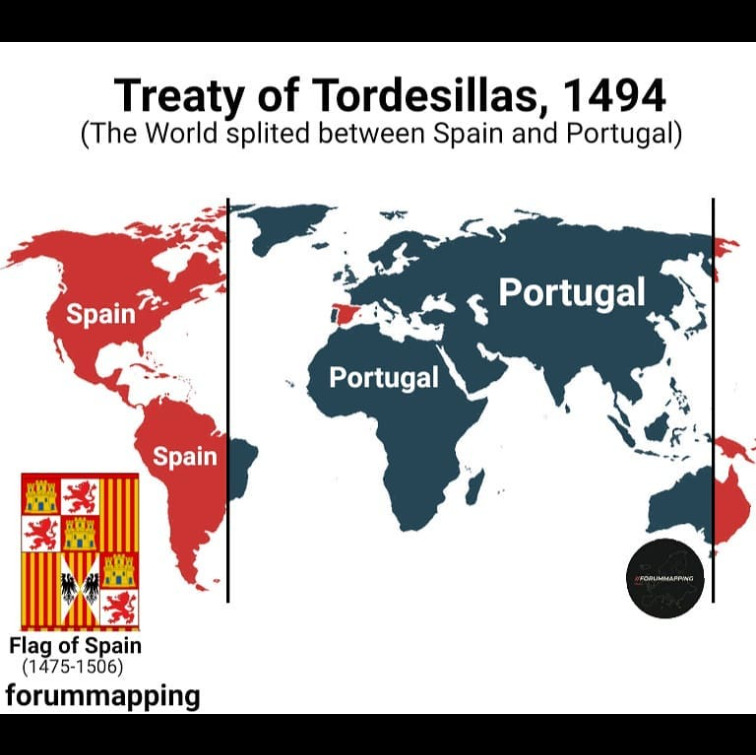 Treaty of Tordesillas, 1494
(The World splited between Spain and Portugal)
Spain
Portugal
Portugal
Spain
#FORUMMAPPING
Flag of Spain
(1475-1506)
forummapping